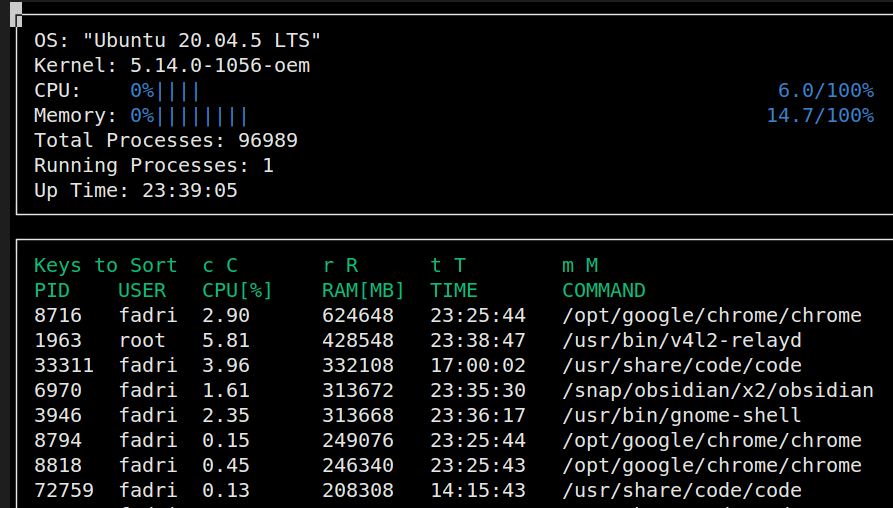 OS: "Ubuntu 20.04.5 LTS"
Kernel: 5.14.0-1056-oem
CPU: 0%|||| 6.0/100%
Memory: 0%|||||||| 14.7/100%
Total Processes: 96989
Running Processes: 1
Up Time: 23:39:05
Keys to Sort c C r R t T m M
PID USER CPU[%] RAM[MB] TIME COMMAND
8716 fadri 2.90 624648 23:25:44 /opt/google/chrome/chrome
1963 root 5.81 428548 23:38:47 /usr/bin/v4l2-relayd
33311 fadri 3.96 332108 17:00:02 /usr/share/code/code
6970 fadri 1.61 313672 23:35:30 /snap/obsidian/x2/obsidian
3946 fadri 2.35 313668 23:36:17 /usr/bin/gnome-shell
8794 fadri 0.15 249076 23:25:44 /opt/google/chrome/chrome
8818 fadri 0.45 246340 23:25:43 /opt/google/chrome/chrome
72759 fadri 0.13 208308 14:15:43 /usr/share/code/code